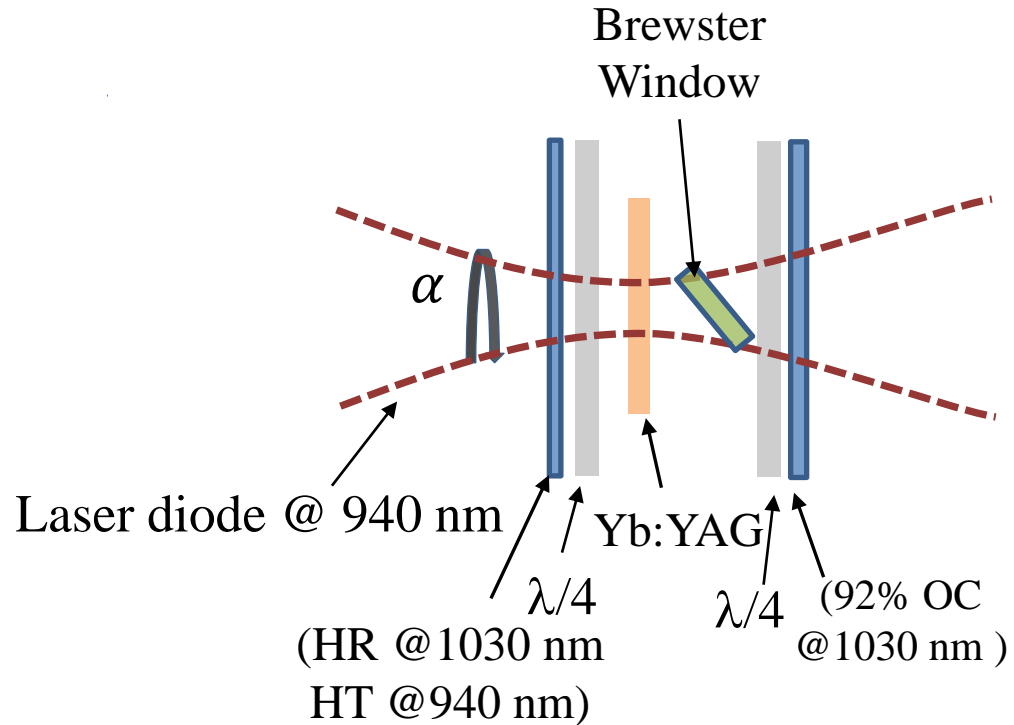 Brewster
Window
α
Laser diode @ 940 nm
Yb:YAG
λ/4
λ/4
(92% OC
@1030 nm )
(HR @1030 nm
HT @940 nm)